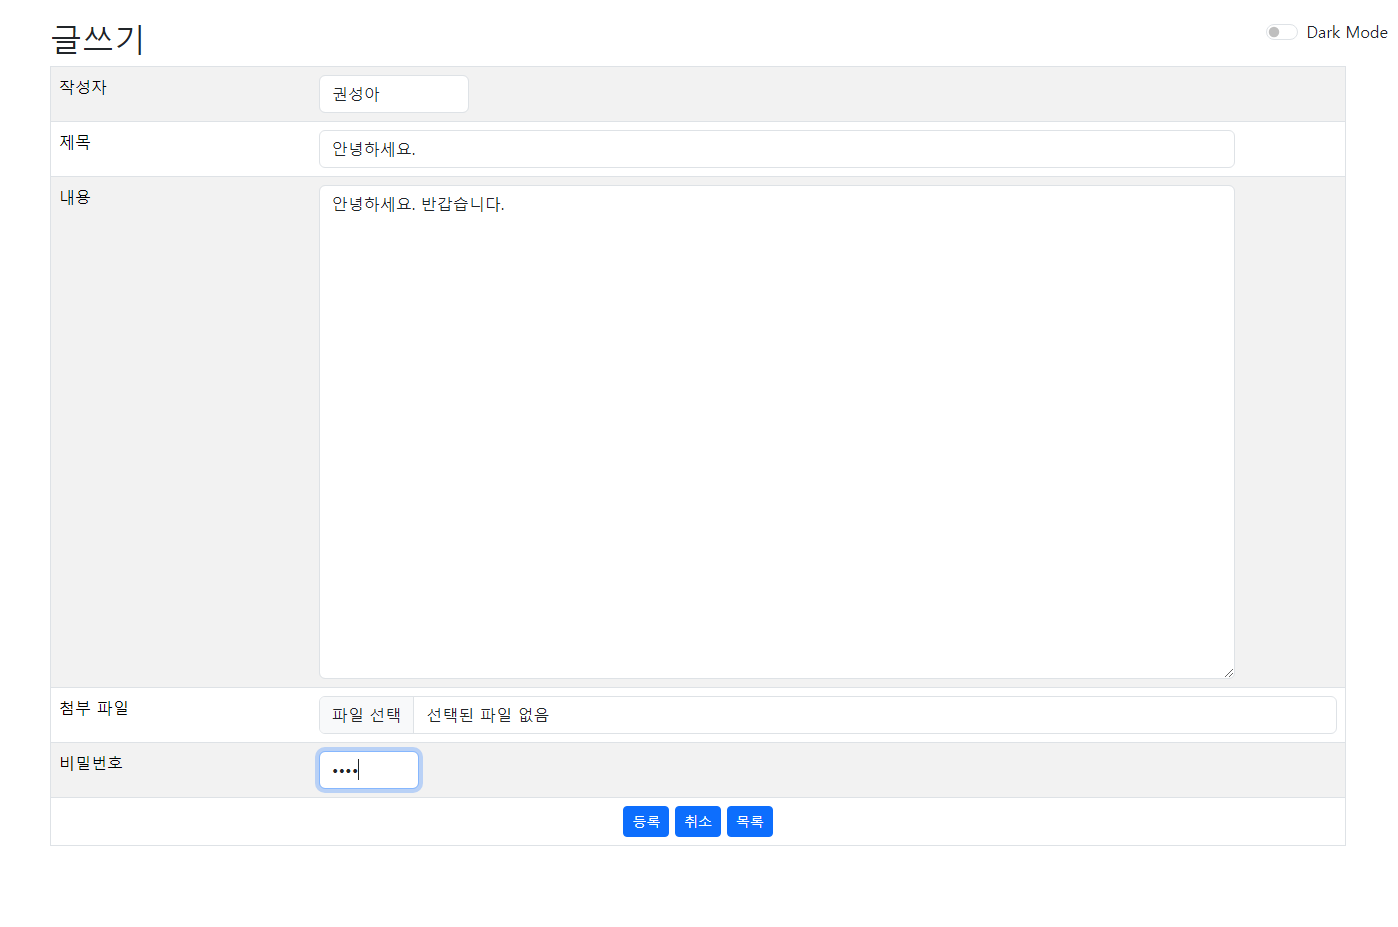 글쓰기
Dark Mode
작성자
권성아
제목
안녕하세요.
내용
안녕하세요. 반갑습니다.
첨부 파일
파일 선택 선택된 파일 없음
비밀번호
••••
등록 취소 목록